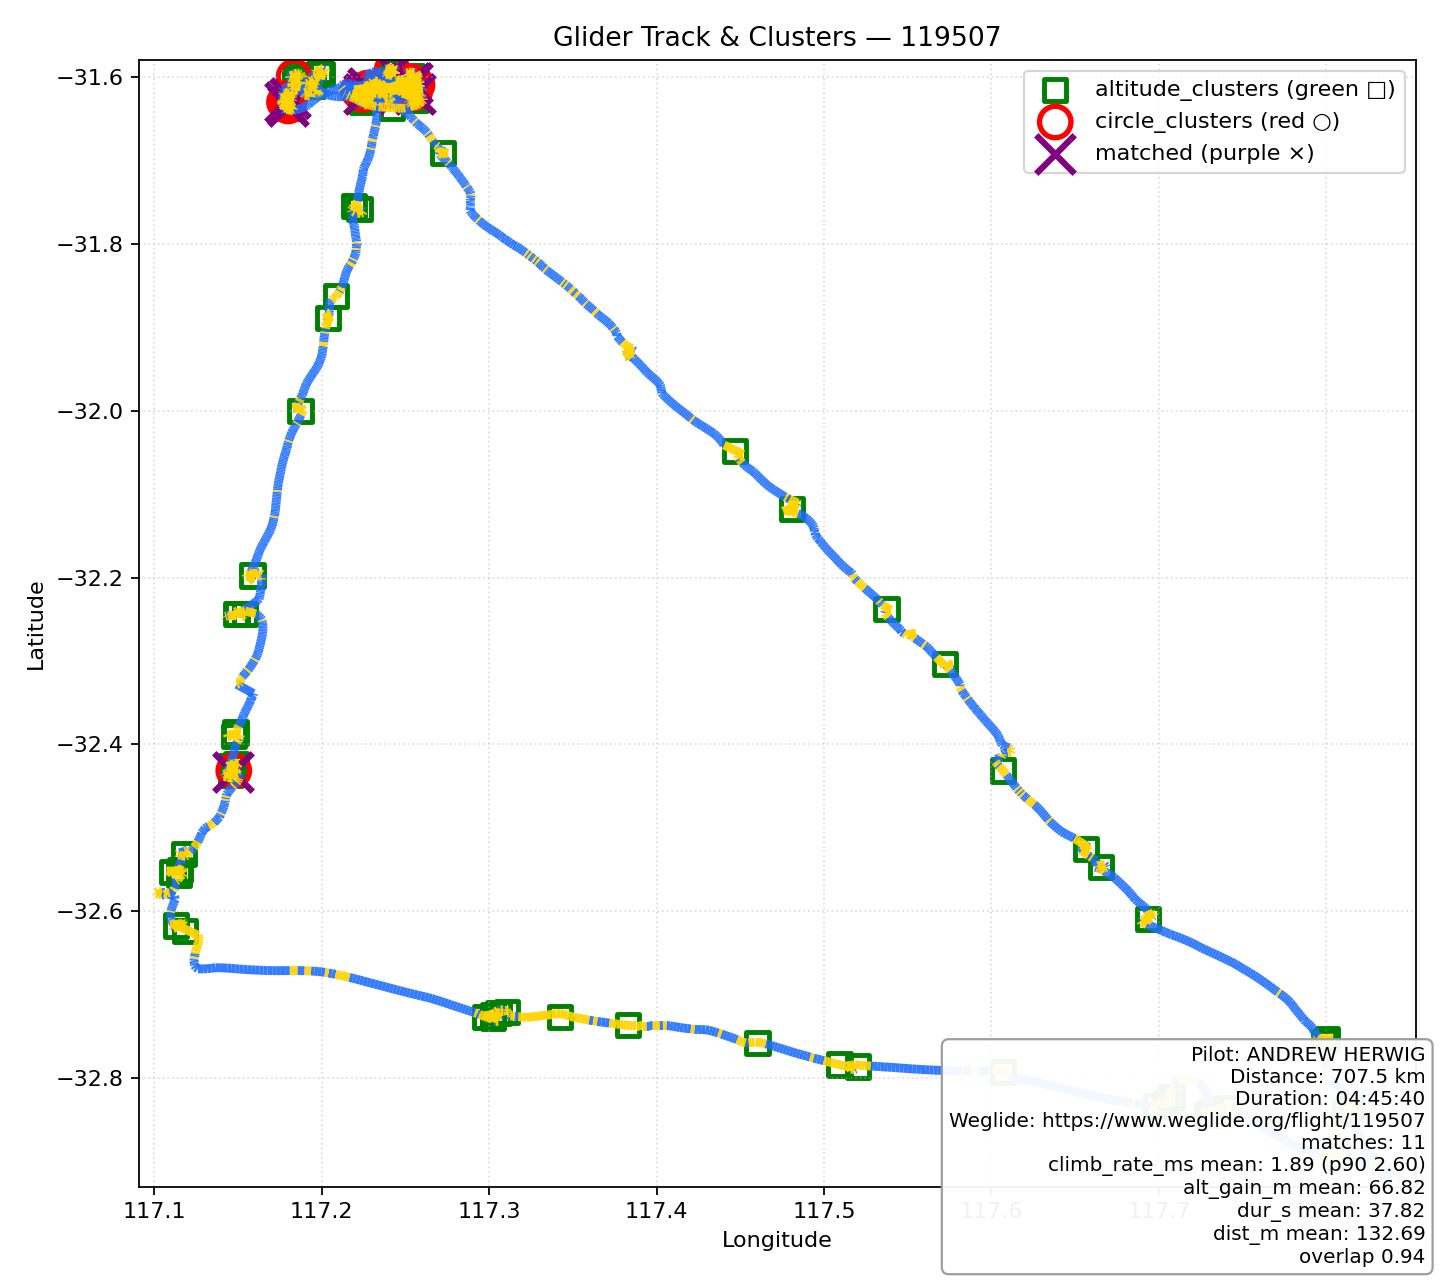 Glider Track & Clusters — 119507
altitude_clusters (green □)
circle_clusters (red ○)
matched (purple ×)
−31.6
−31.8
−32.0
−32.2
−32.4
−32.6
−32.8
Latitude
117.1
117.2
117.3
117.4
117.5
117.6
117.7
Longitude
Pilot: ANDREW HERWIG
Distance: 707.5 km
Duration: 04:45:40
Weglide: https://www.weglide.org/flight/119507
matches: 11
climb_rate_ms mean: 1.89 (p90 2.60)
alt_gain_m mean: 66.82
dur_s mean: 37.82
dist_m mean: 132.69
overlap 0.94